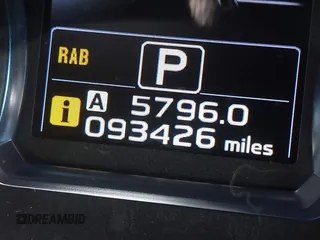 RAB P
i A 5796.0
093426 miles
DREAMBID